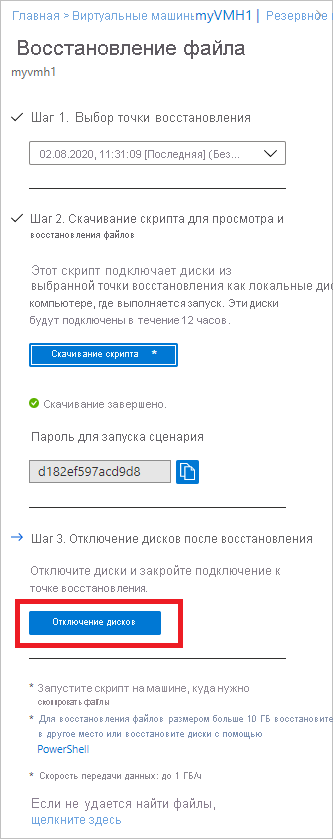 Главная > Виртуальные машины myVMH1 | Резервное
Восстановление файла
myvmh1
Шаг 1. Выбор точки восстановления
02.08.2020, 11:31:09 [Последняя] (Без...
Шаг 2. Скачивание скрипта для просмотра и
восстановления файлов
Этот скрипт подключает диски из
выбранной точки восстановления как локальные ди
компьютере, где выполняется запуск. Эти диски
будут подключены в течение 12 часов.
Скачивание скрипта *
Скачивание завершено.
Пароль для запуска сценария
d182ef597acd9d8
Шаг 3. Отключение дисков после восстановления
Отключите диски и закройте подключение к
точке восстановления.
Отключение дисков
* Запустите скрипт на машине, куда нужно
скопировать файлы
* Для восстановления файлов размером больше 10 ГБ восстановите
в другое место или восстановите диски с помощью
PowerShell
* Скорость передачи данных: до 1 ГБ/ч
Если не удается найти файлы,
щелкните здесь